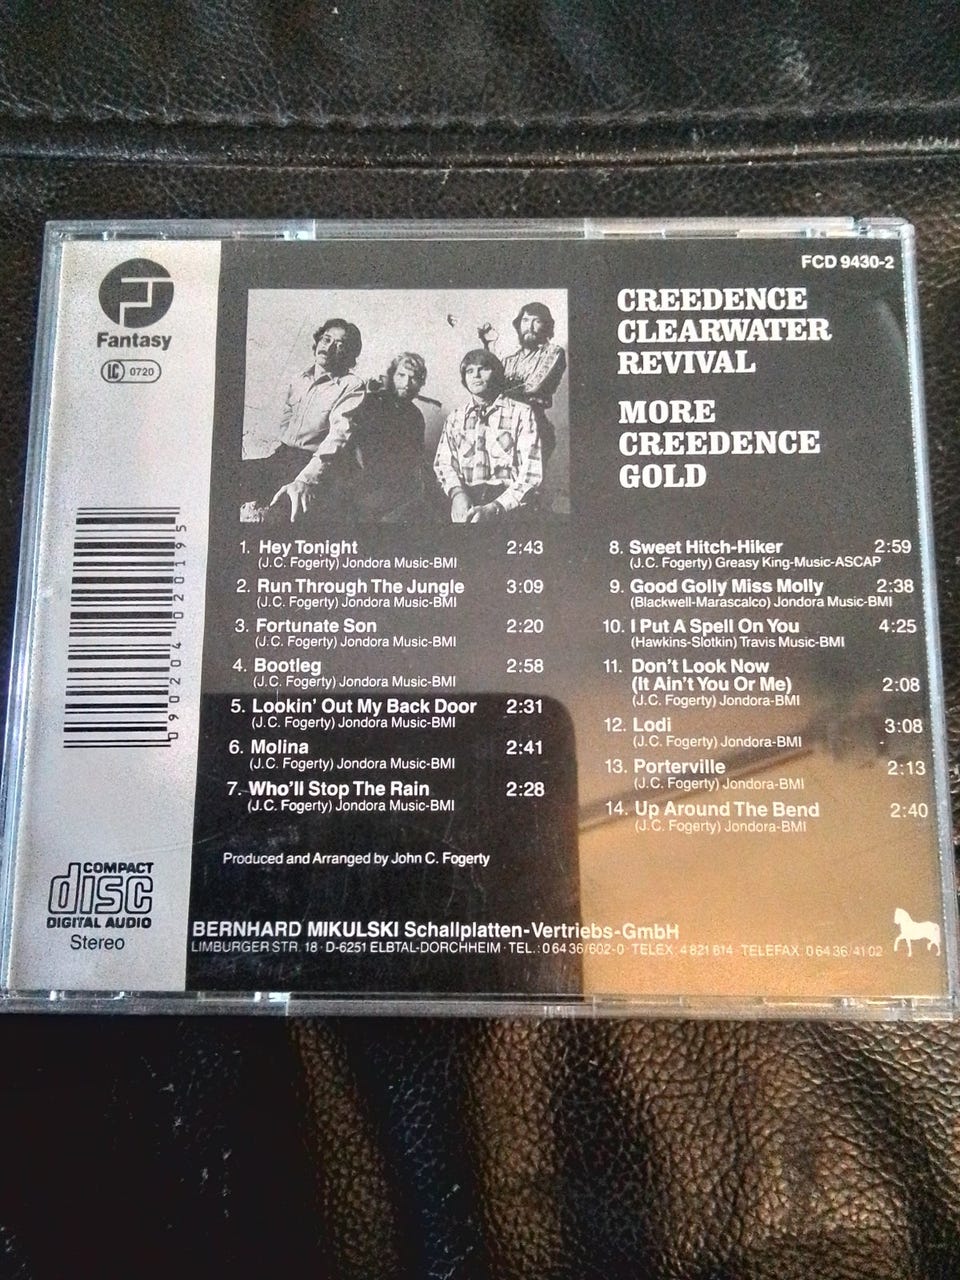 FCD 9430-2
Fantasy
LC 0720
CREEDENCE
CLEARWATER
REVIVAL
MORE
CREEDENCE
GOLD
1. Hey Tonight 2:43
(J.C. Fogerty) Jondora Music-BMI
2. Run Through The Jungle 3:09
(J.C. Fogerty) Jondora Music-BMI
3. Fortunate Son 2:20
(J.C. Fogerty) Jondora Music-BMI
4. Bootleg 2:58
(J.C. Fogerty) Jondora Music-BMI
5. Lookin' Out My Back Door 2:31
(J.C. Fogerty) Jondora Music-BMI
6. Molina 2:41
(J.C. Fogerty) Jondora Music-BMI
7. Who'll Stop The Rain 2:28
(J.C. Fogerty) Jondora Music-BMI
8. Sweet Hitch-Hiker 2:59
(J.C. Fogerty) Greasy King-Music-ASCAP
9. Good Golly Miss Molly 2:38
(Blackwell-Marascalco) Jondora Music-BMI
10. I Put A Spell On You 4:25
(Hawkins-Slotkin) Travis Music-BMI
11. Don't Look Now
(It Ain't You Or Me) 2:08
(J.C. Fogerty) Jondora-BMI
12. Lodi 3:08
(J.C. Fogerty) Jondora-BMI
13. Porterville 2:13
(J.C. Fogerty) Jondora-BMI
14. Up Around The Bend 2:40
(J.C. Fogerty) Jondora-BMI
Produced and Arranged by John C. Fogerty
0 90204 02019 5
COMPACT
disc
DIGITAL AUDIO
Stereo
BERNHARD MIKULSKI Schallplatten-Vertriebs-GmbH
LIMBURGER STR. 18 · D-6251 ELBTAL-DORCHHEIM · TEL.: 0 64 36/602-0 · TELEX: 4 821 614 · TELEFAX: 0 64 36/41 02